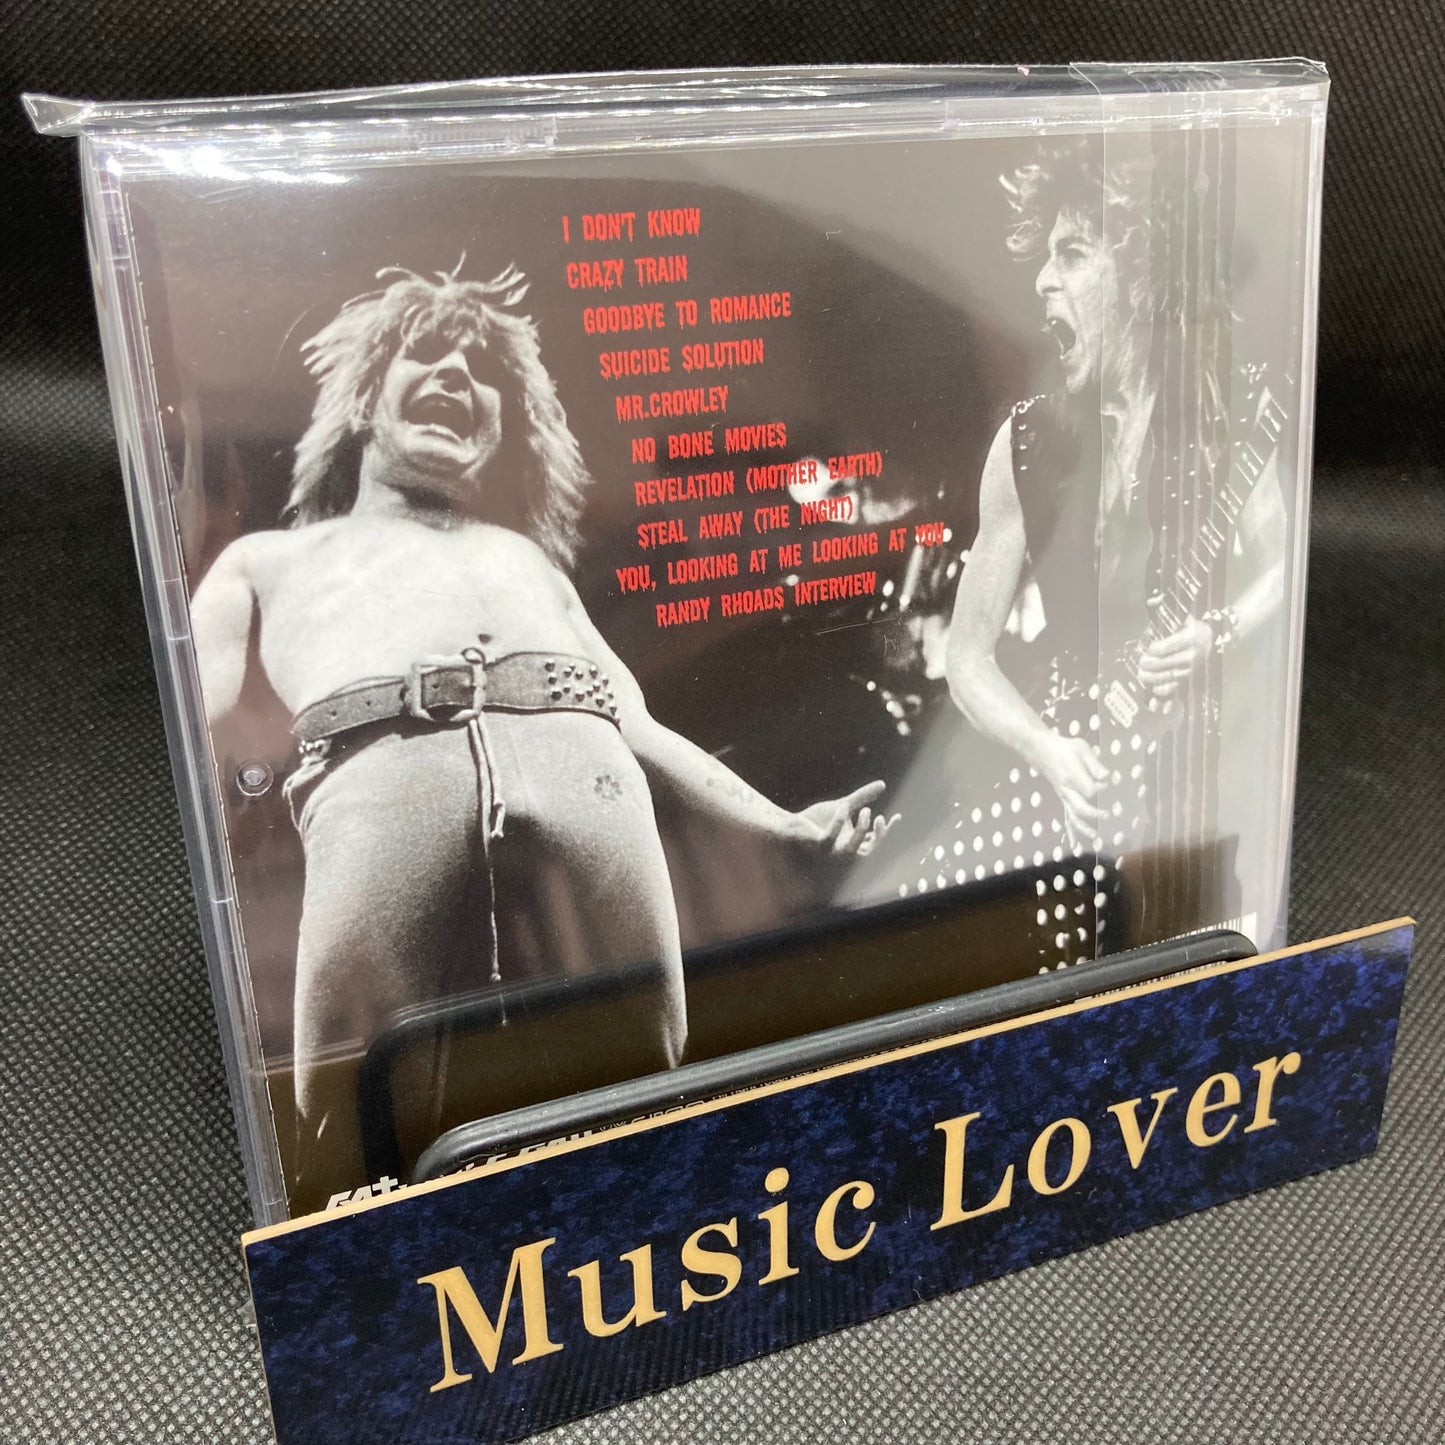 I DON'T KNOW
CRAZY TRAIN
GOODBYE TO ROMANCE
SUICIDE SOLUTION
MR.CROWLEY
NO BONE MOVIES
REVELATION (MOTHER EARTH)
STEAL AWAY (THE NIGHT)
YOU, LOOKING AT ME LOOKING AT YOU
RANDY RHOADS INTERVIEW
Music Lover